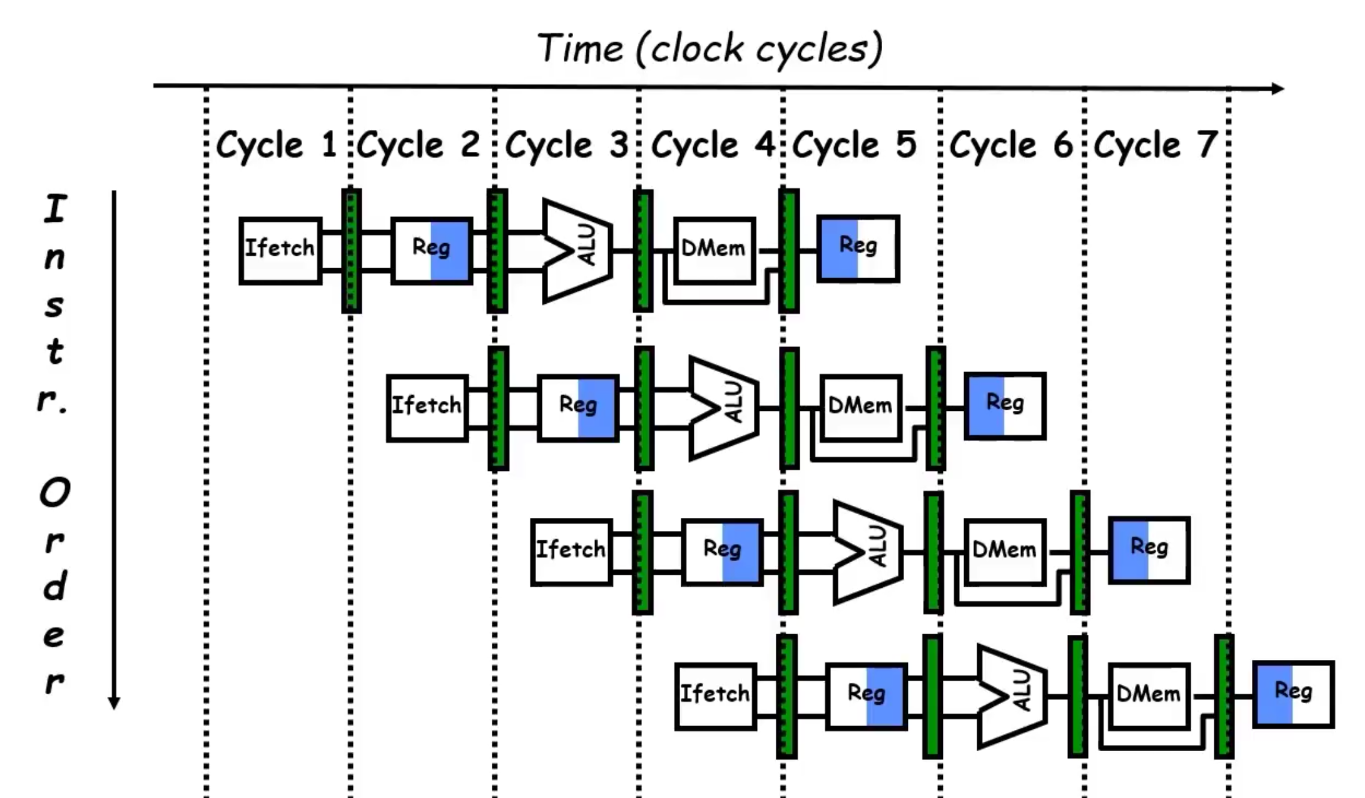 Time (clock cycles)
Cycle 1 Cycle 2 Cycle 3 Cycle 4 Cycle 5 Cycle 6 Cycle 7
Instr. Order
Ifetch Reg ALU DMem Reg
Ifetch Reg ALU DMem Reg
Ifetch Reg ALU DMem Reg
Ifetch Reg ALU DMem Reg